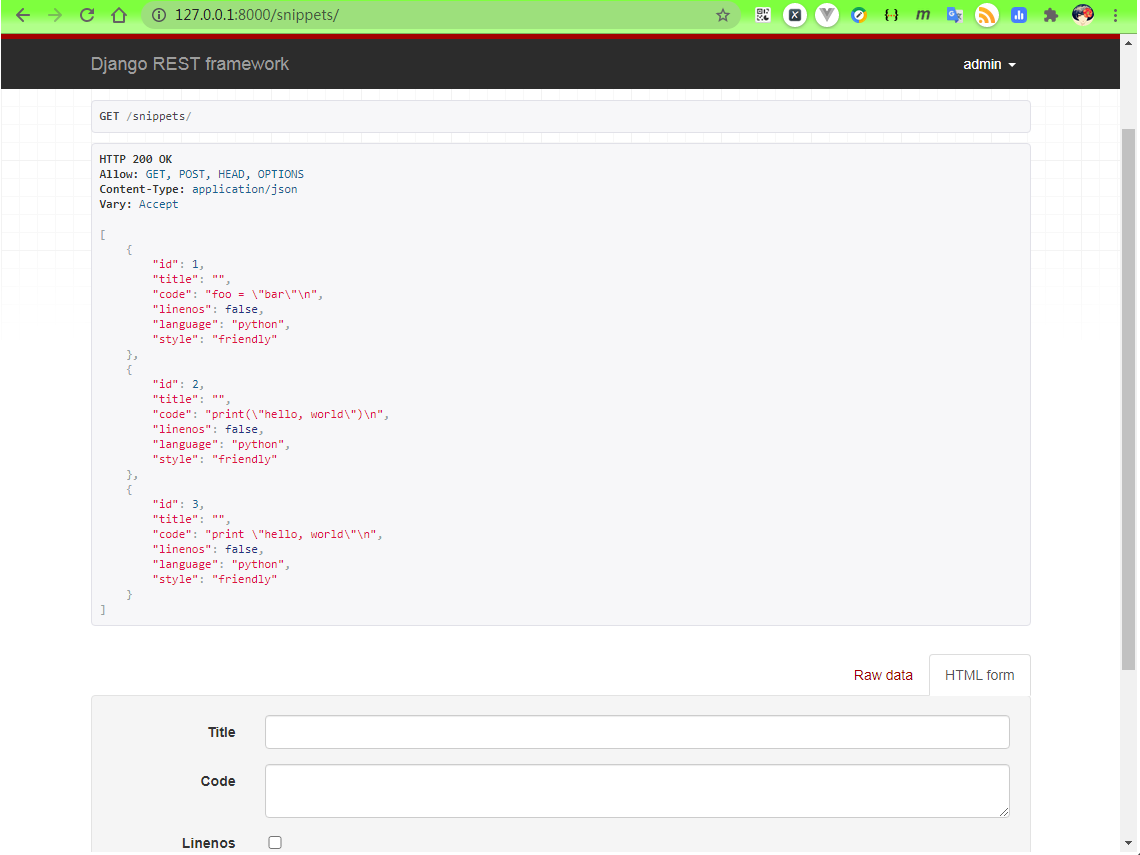 127.0.0.1:8000/snippets/
Django REST framework
admin
GET /snippets/
HTTP 200 OK
Allow: GET, POST, HEAD, OPTIONS
Content-Type: application/json
Vary: Accept
[
    {
        "id": 1,
        "title": "",
        "code": "foo = \"bar\"\n",
        "linenos": false,
        "language": "python",
        "style": "friendly"
    },
    {
        "id": 2,
        "title": "",
        "code": "print(\"hello, world\")\n",
        "linenos": false,
        "language": "python",
        "style": "friendly"
    },
    {
        "id": 3,
        "title": "",
        "code": "print \"hello, world\"\n",
        "linenos": false,
        "language": "python",
        "style": "friendly"
    }
]
Raw data
HTML form
Title
Code
Linenos